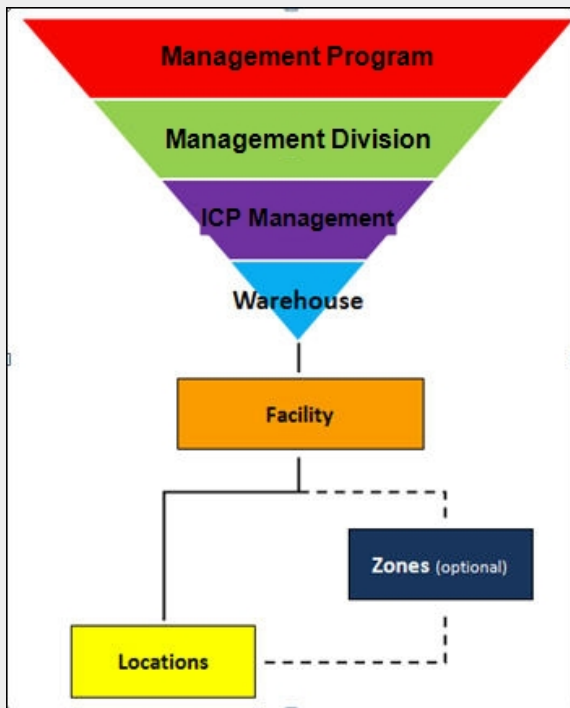 Management Program
Management Division
ICP Management
Warehouse
Facility
Zones (optional)
Locations